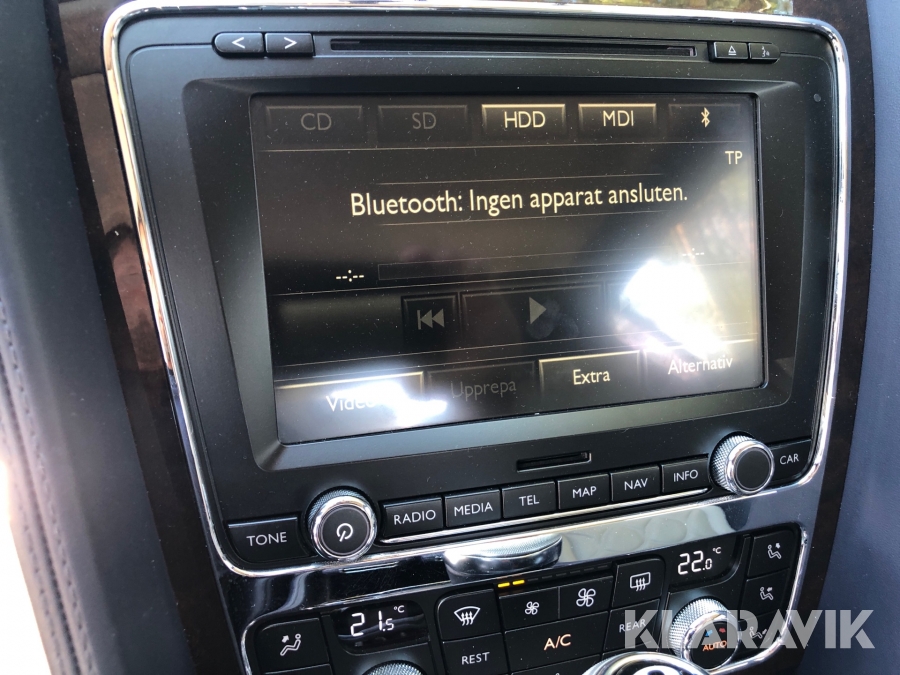 < >
CD SD HDD MDI
TP
Bluetooth: Ingen apparat ansluten.
--:-- --:--
Upprepa Extra Alternativ
TONE RADIO MEDIA TEL MAP NAV INFO CAR
21.5 °C 22.0 °C
REST A/C REAR AUTO
KLARAVIK